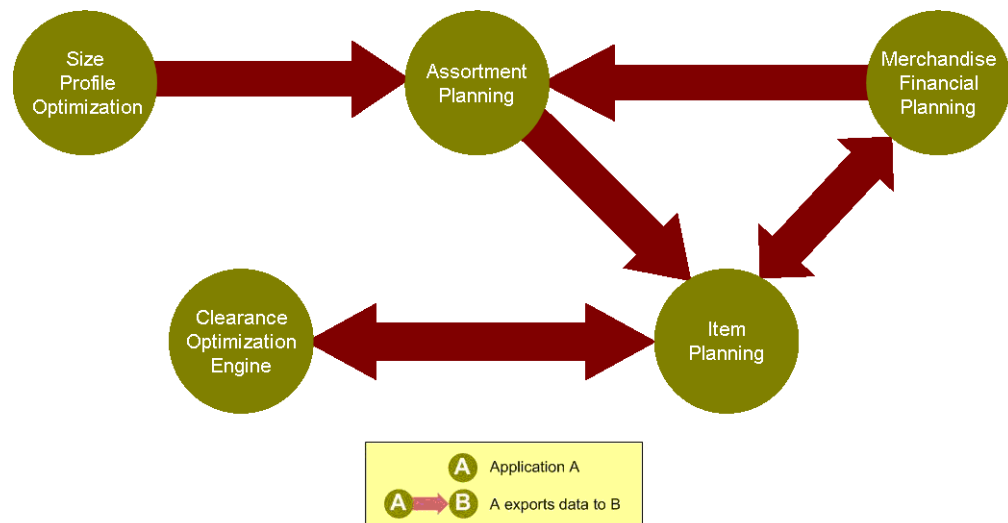 Size
Profile
Optimization
Assortment
Planning
Merchandise
Financial
Planning
Clearance
Optimization
Engine
Item
Planning
A Application A
A B A exports data to B